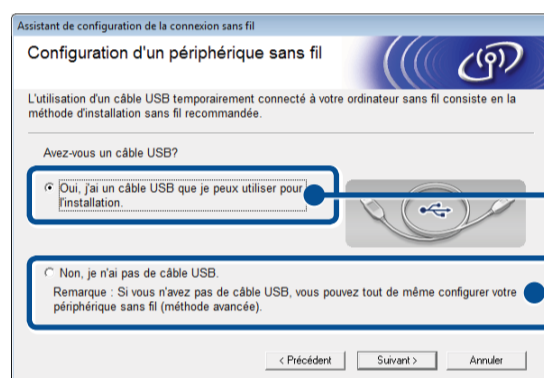 Assistant de configuration de la connexion sans fil
Configuration d'un périphérique sans fil
L'utilisation d'un câble USB temporairement connecté à votre ordinateur sans fil consiste en la
méthode d'installation sans fil recommandée.
Avez-vous un câble USB?
Oui, j'ai un câble USB que je peux utiliser pour
l'installation.
Non, je n'ai pas de câble USB.
Remarque : Si vous n'avez pas de câble USB, vous pouvez tout de même configurer votre
périphérique sans fil (méthode avancée).
< Précédent
Suivant >
Annuler